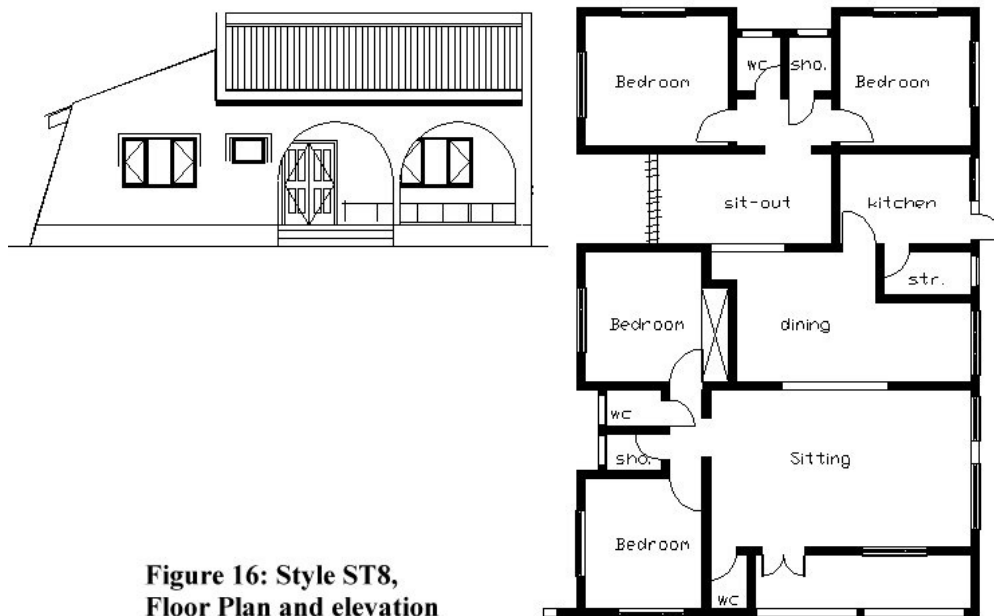 Bedroom
wc
sho.
Bedroom
sit-out
kitchen
str.
Bedroom
dining
wc
sho.
Sitting
Bedroom
wc
Figure 16: Style ST8,
Floor Plan and elevation